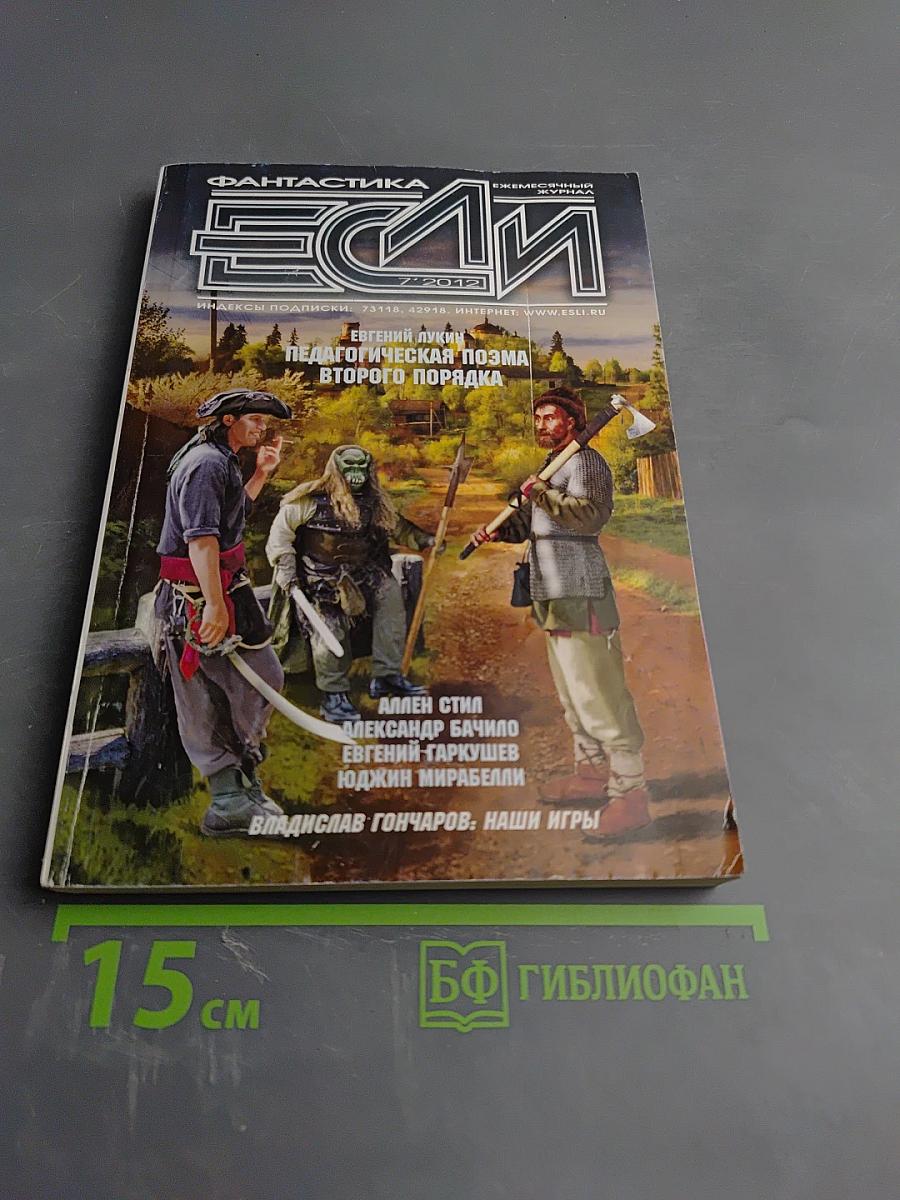 ФАНТАСТИКА
ЕЖЕМЕСЯЧНЫЙ
ЖУРНАЛ
ЕСЛИ
7'2012
ИНДЕКСЫ ПОДПИСКИ: 73118, 42918. ИНТЕРНЕТ: WWW.ESLI.RU
ЕВГЕНИЙ ЛУКИН
ПЕДАГОГИЧЕСКАЯ ПОЭМА
ВТОРОГО ПОРЯДКА
АЛЛЕН СТИЛ
АЛЕКСАНДР БАЧИЛО
ЕВГЕНИЙ ГАРКУШЕВ
ЮДЖИН МИРАБЕЛЛИ
ВЛАДИСЛАВ ГОНЧАРОВ: НАШИ ИГРЫ
15 см
БФ ГИБЛИОФАН